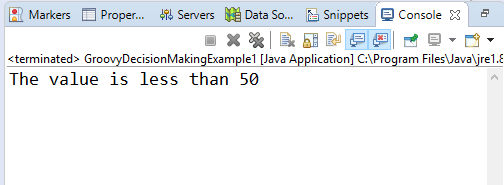 Markers Proper... Servers Data So... Snippets Console
<terminated> GroovyDecisionMakingExample1 [Java Application] C:\Program Files\Java\jre1.8
The value is less than 50